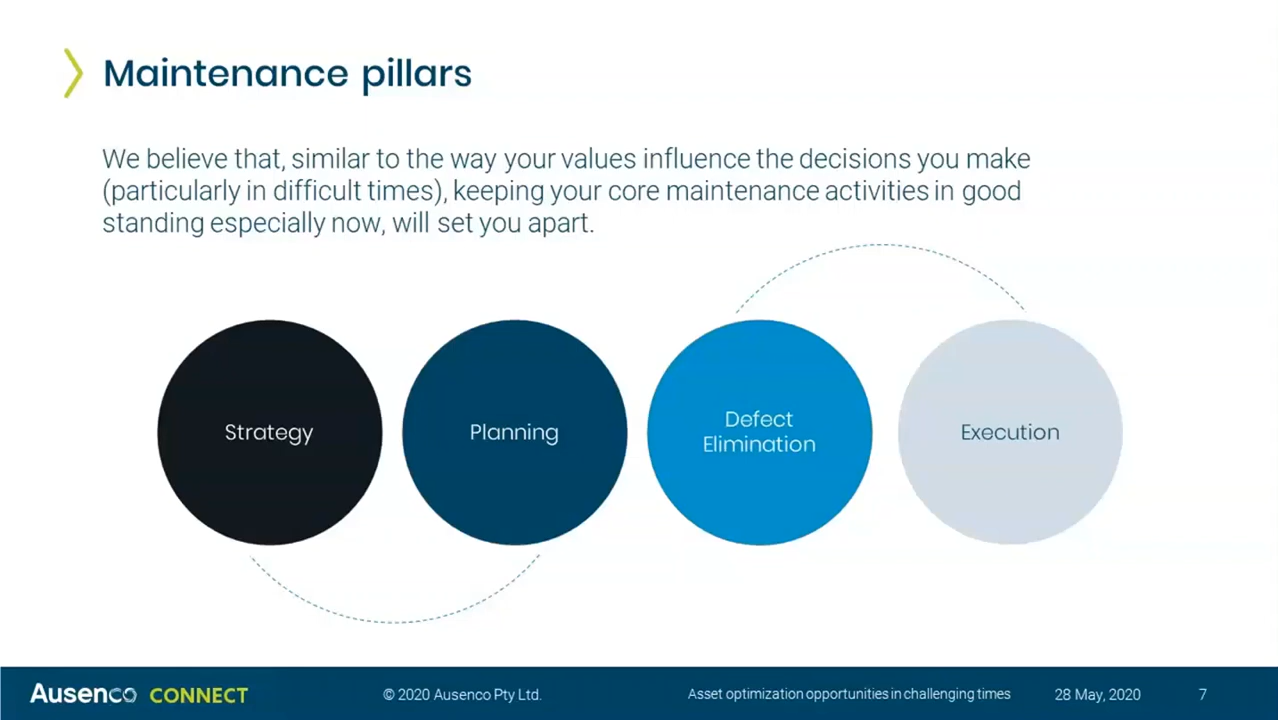 Maintenance pillars
We believe that, similar to the way your values influence the decisions you make
(particularly in difficult times), keeping your core maintenance activities in good
standing especially now, will set you apart.
Strategy
Planning
Defect
Elimination
Execution
Ausenco CONNECT
© 2020 Ausenco Pty Ltd.
Asset optimization opportunities in challenging times
28 May, 2020
7